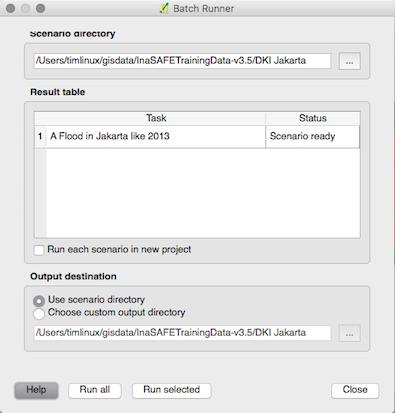 Batch Runner
Scenario directory
/Users/timlinux/gisdata/InaSAFETrainingData-v3.5/DKI Jakarta ...
Result table
Task Status
1 A Flood in Jakarta like 2013 Scenario ready
Run each scenario in new project
Output destination
Use scenario directory
Choose custom output directory
/Users/timlinux/gisdata/InaSAFETrainingData-v3.5/DKI Jakarta ...
Help Run all Run selected Close